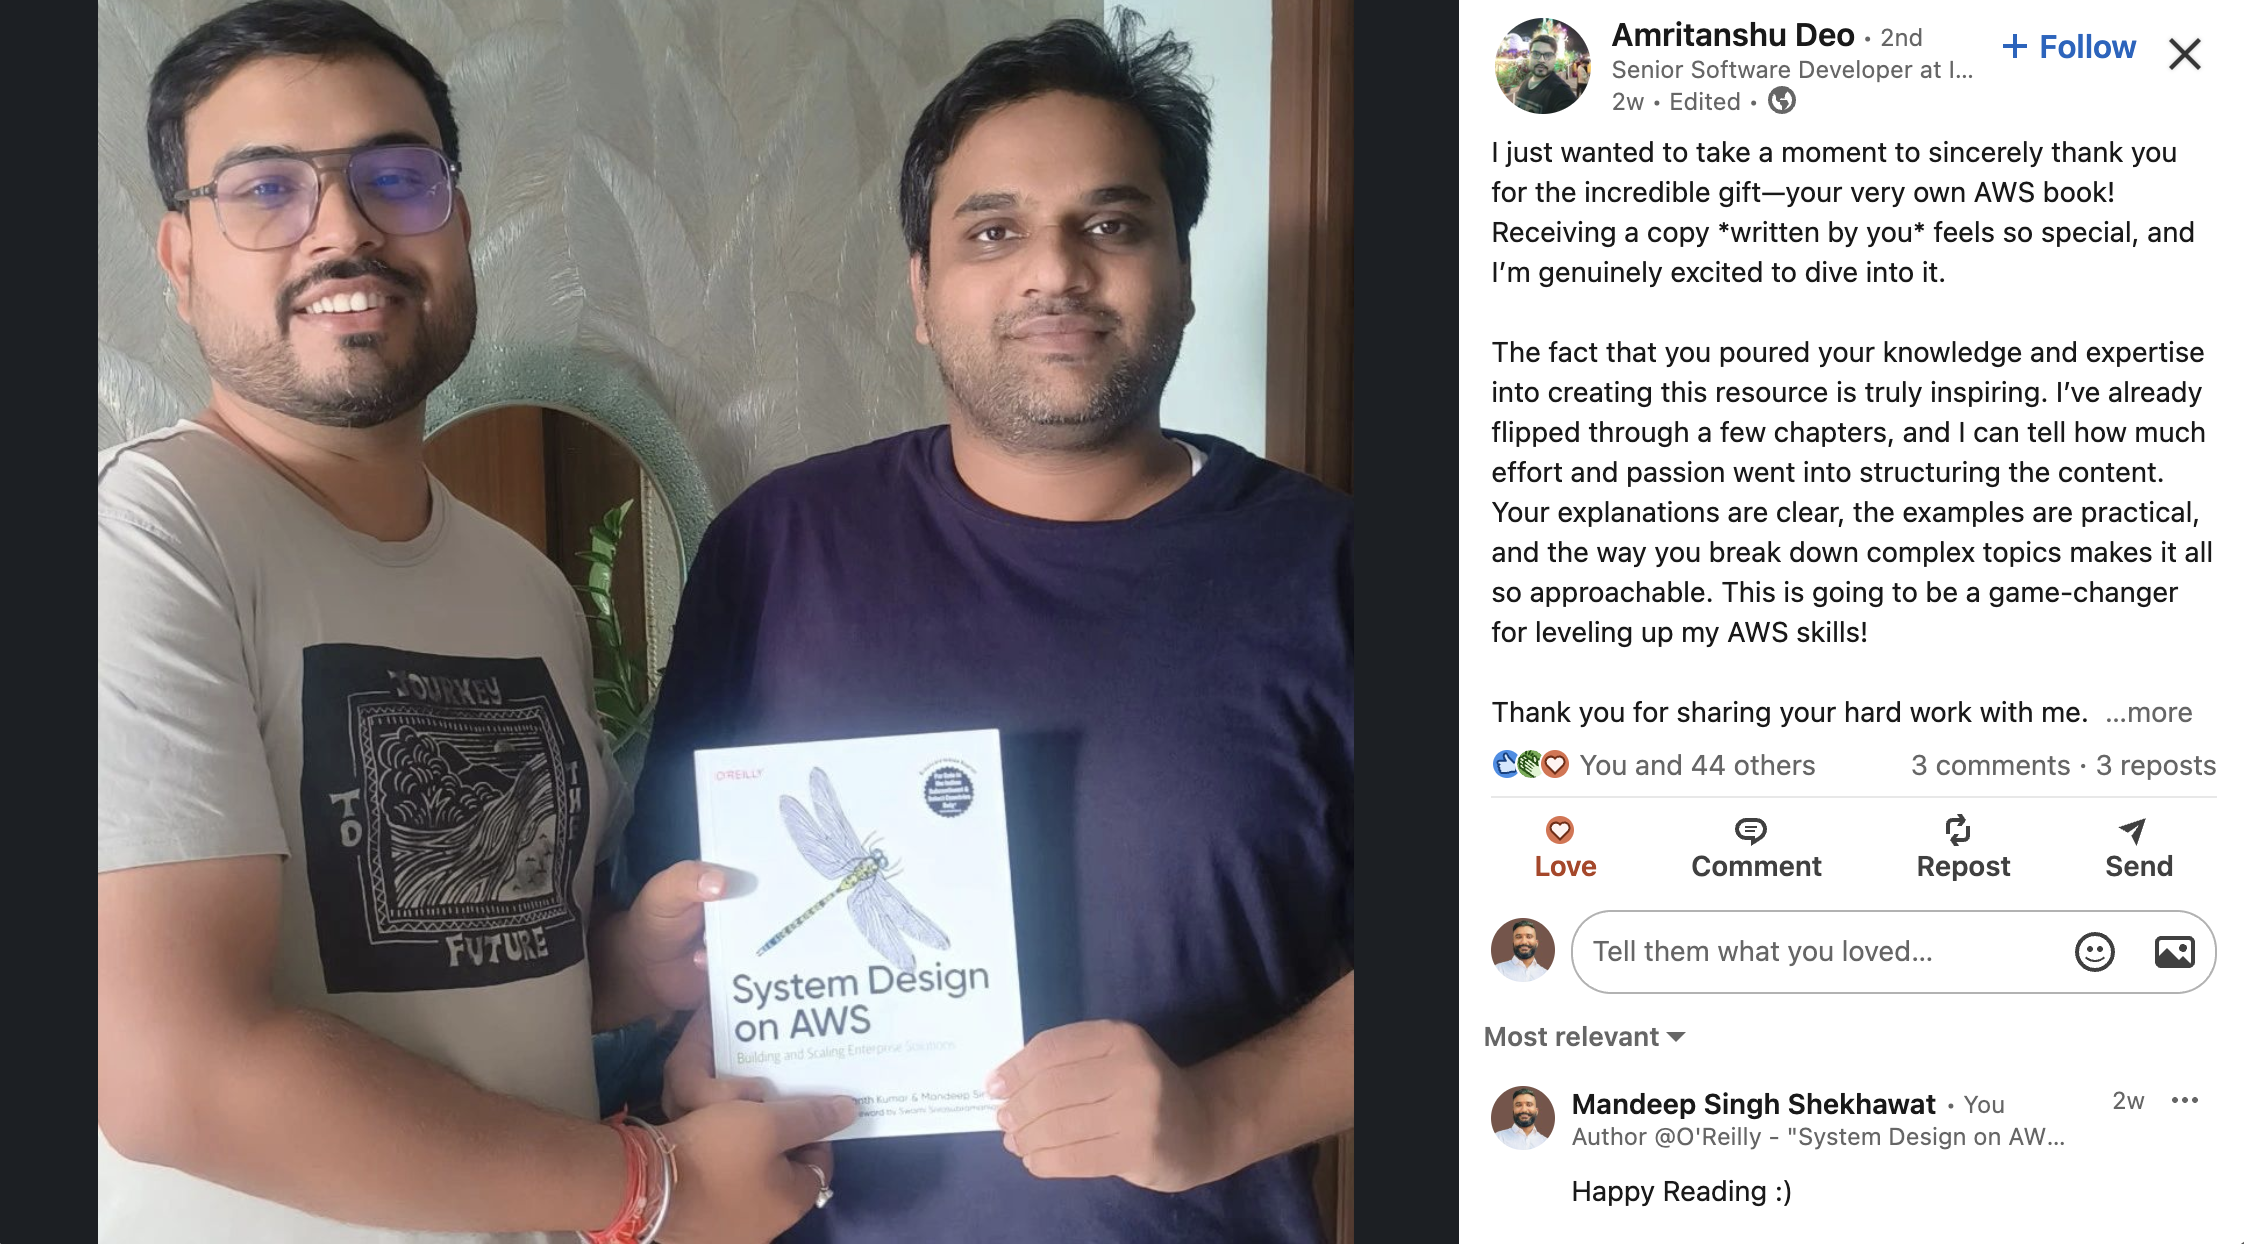 JOURNEY
TO
THE
FUTURE
O'REILLY
For Sale in
the Indian
Subcontinent &
Select Countries
Only*
System Design
on AWS
Building and Scaling Enterprise Solutions
Kumar & Mandeep
by Swami
Amritanshu Deo • 2nd
Senior Software Developer at I...
2w • Edited •
+ Follow
I just wanted to take a moment to sincerely thank you
for the incredible gift—your very own AWS book!
Receiving a copy *written by you* feels so special, and
I’m genuinely excited to dive into it.
The fact that you poured your knowledge and expertise
into creating this resource is truly inspiring. I’ve already
flipped through a few chapters, and I can tell how much
effort and passion went into structuring the content.
Your explanations are clear, the examples are practical,
and the way you break down complex topics makes it all
so approachable. This is going to be a game-changer
for leveling up my AWS skills!
Thank you for sharing your hard work with me. ...more
You and 44 others 3 comments · 3 reposts
Love Comment Repost Send
Tell them what you loved...
Most relevant
Mandeep Singh Shekhawat • You 2w
Author @O'Reilly - "System Design on AW...
Happy Reading :)